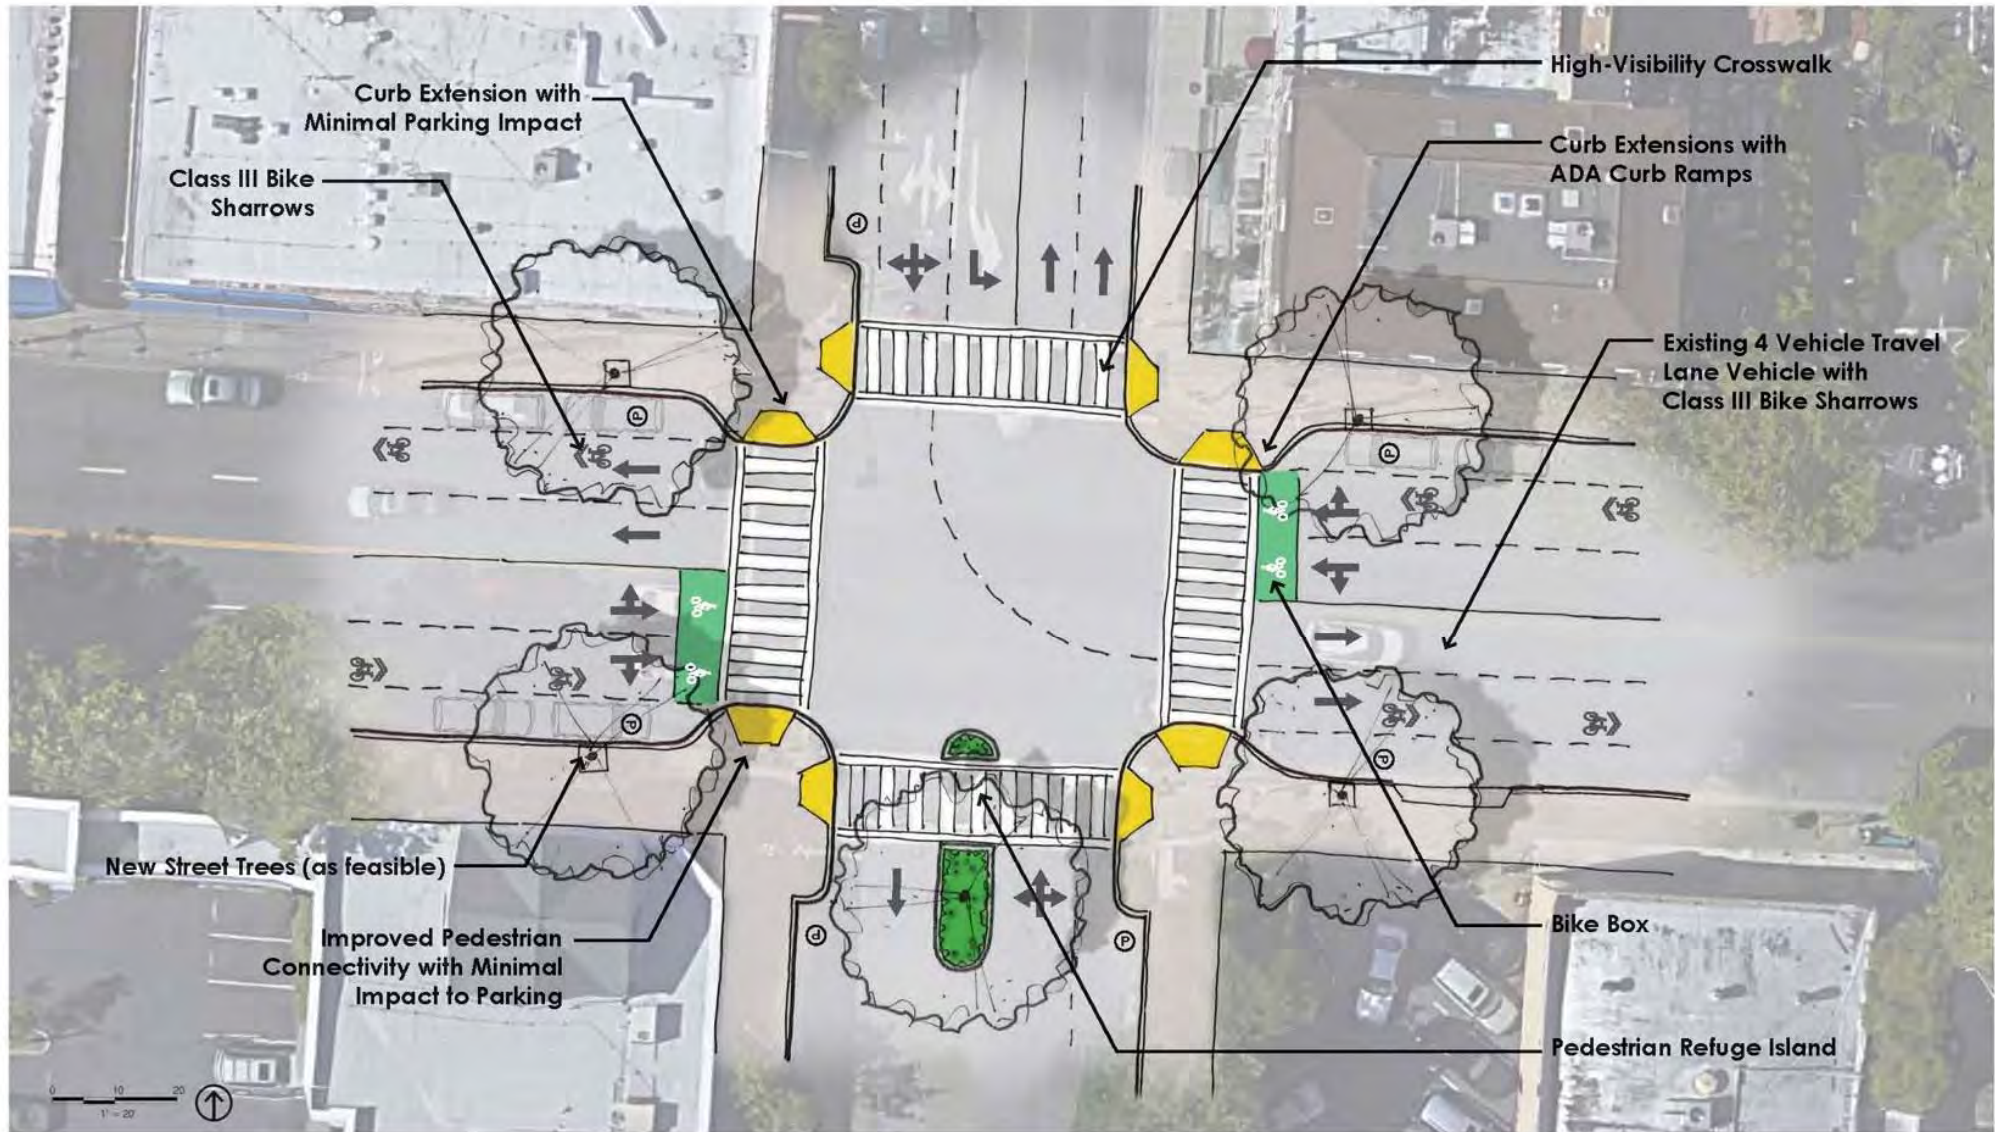 Curb Extension with
Minimal Parking Impact
Class III Bike
Sharrows
High-Visibility Crosswalk
Curb Extensions with
ADA Curb Ramps
Existing 4 Vehicle Travel
Lane Vehicle with
Class III Bike Sharrows
New Street Trees (as feasible)
Improved Pedestrian
Connectivity with Minimal
Impact to Parking
Bike Box
Pedestrian Refuge Island
P
P
P
P
P
P
P
0 10 20
1" = 20'